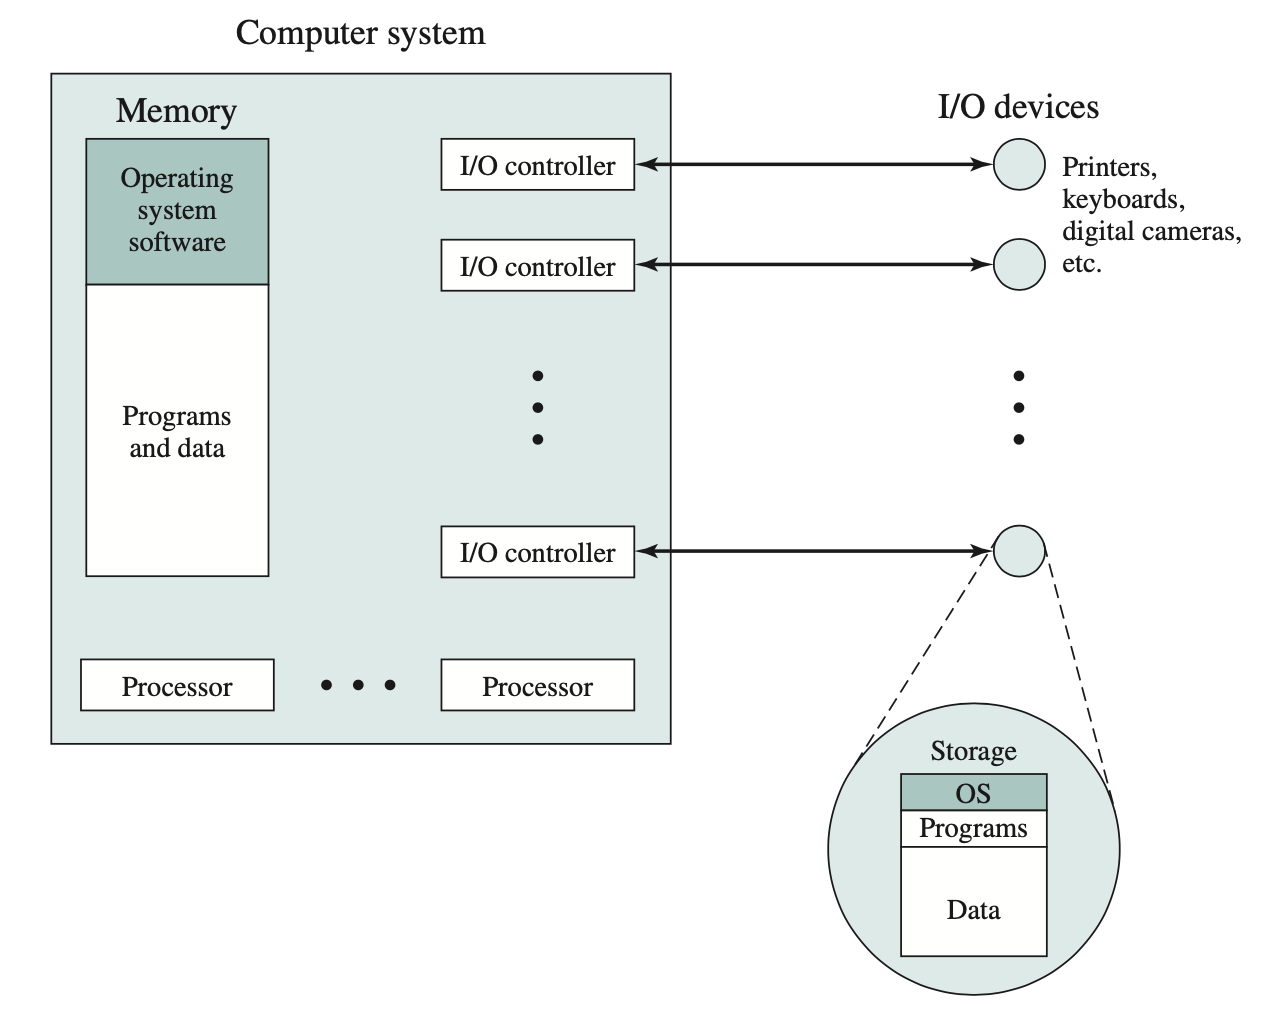 Computer system
Memory
Operating
system
software
Programs
and data
I/O controller
I/O controller
I/O controller
Processor
Processor
I/O devices
Printers,
keyboards,
digital cameras,
etc.
Storage
OS
Programs
Data